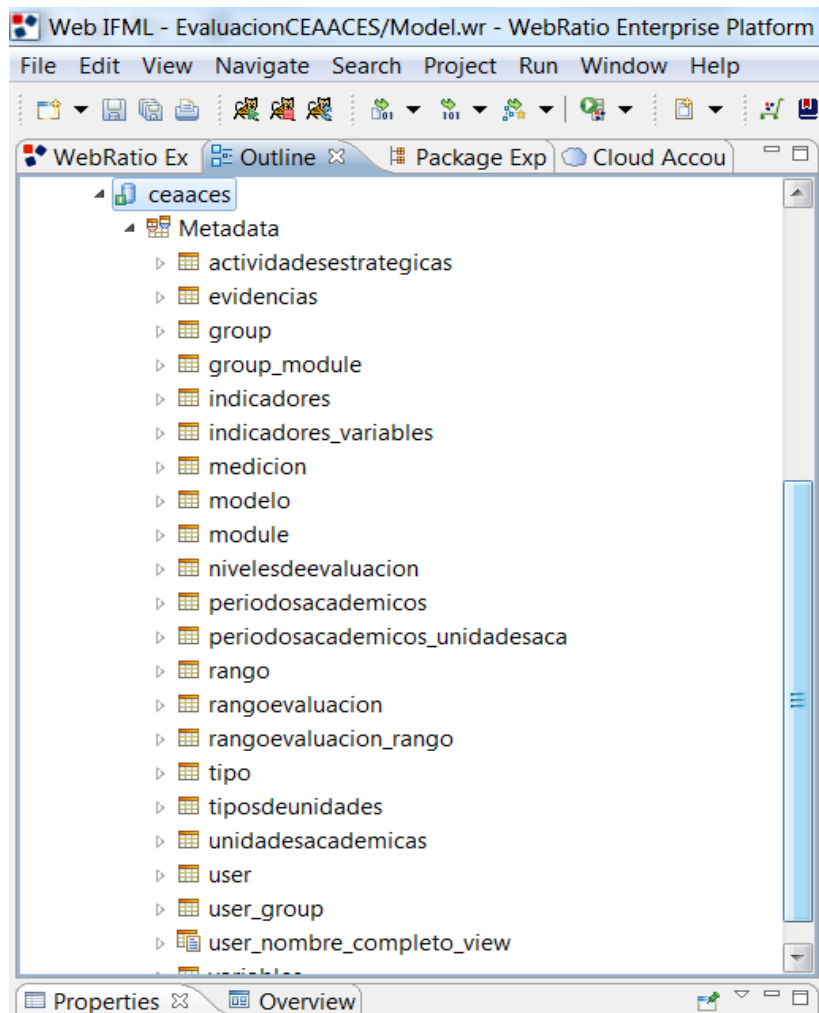 Web IFML - EvaluacionCEAACES/Model.wr - WebRatio Enterprise Platform
File Edit View Navigate Search Project Run Window Help
WebRatio Ex Outline Package Exp Cloud Accou
ceaaces
Metadata
actividadesestrategicas
evidencias
group
group_module
indicadores
indicadores_variables
medicion
modelo
module
nivelesdeevaluacion
periodosacademicos
periodosacademicos_unidadesaca
rango
rangoevaluacion
rangoevaluacion_rango
tipo
tiposdeunidades
unidadesacademicas
user
user_group
user_nombre_completo_view
Properties Overview